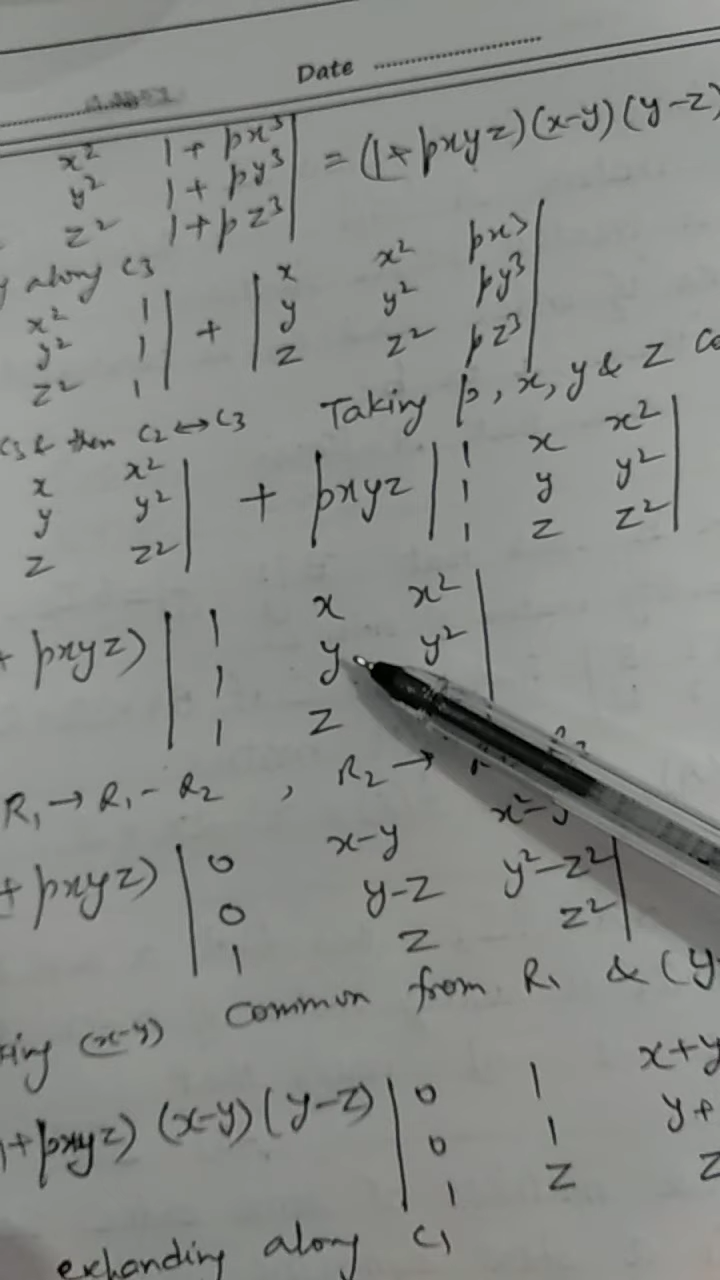 Date
x² 1 + px³| = (1 + pxyz)(x-y)(y-z)
y² 1 + py³
z² 1 + pz³
along C3
x² 1 | + | x x² px³ |
y² 1 | y y² py³
z² 1 | z z² pz³
C3 & then C2 ↔ C3 Taking p, x, y & z
x x² | + pxyz | 1 x x² |
y y² | 1 y y²
z z² | 1 z z²
+ pxyz) | 1 x x² |
1 y y²
1 z
R₁ → R₁ - R₂ , R₂ →
+ pxyz) | 0 x-y
0 y-z y²-z² |
1 z z²
(x-y) common from R₁ & (y
1+pxyz) (x-y)(y-z) | 0 1 x+y
0 1 y+
1 z z
expanding along C1